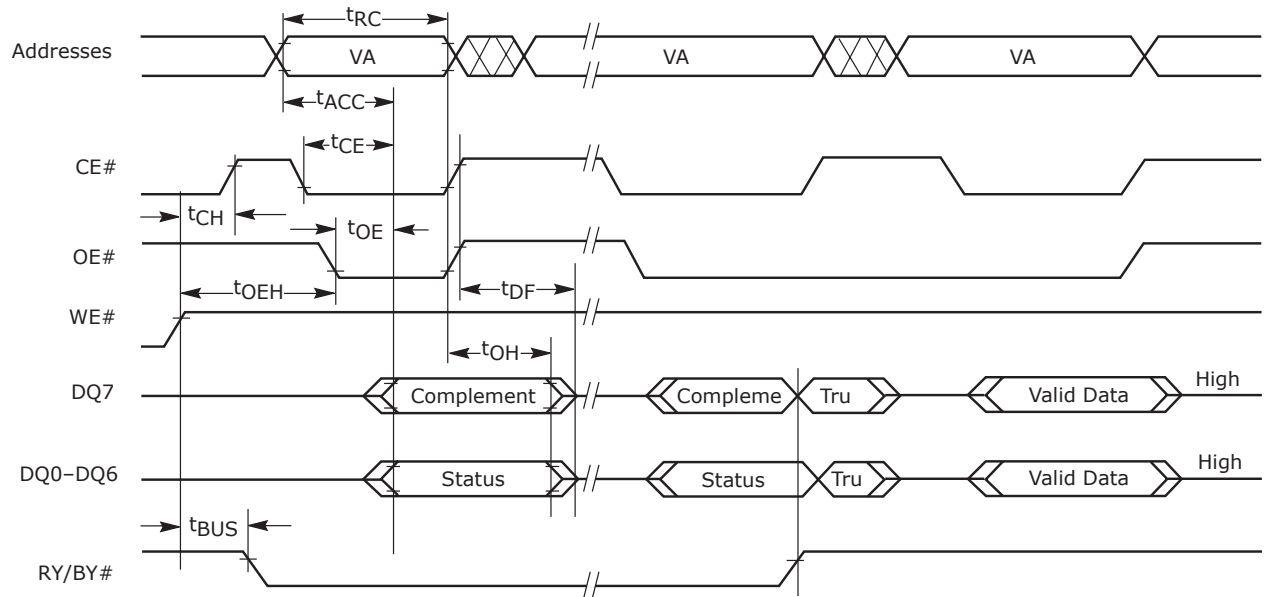 tRC
Addresses VA VA VA
tACC
tCE
CE#
tCH tOE
OE#
tOEH tDF
WE#
tOH
DQ7 Complement Compleme Tru Valid Data High
DQ0–DQ6 Status Status Tru Valid Data High
tBUS
RY/BY#